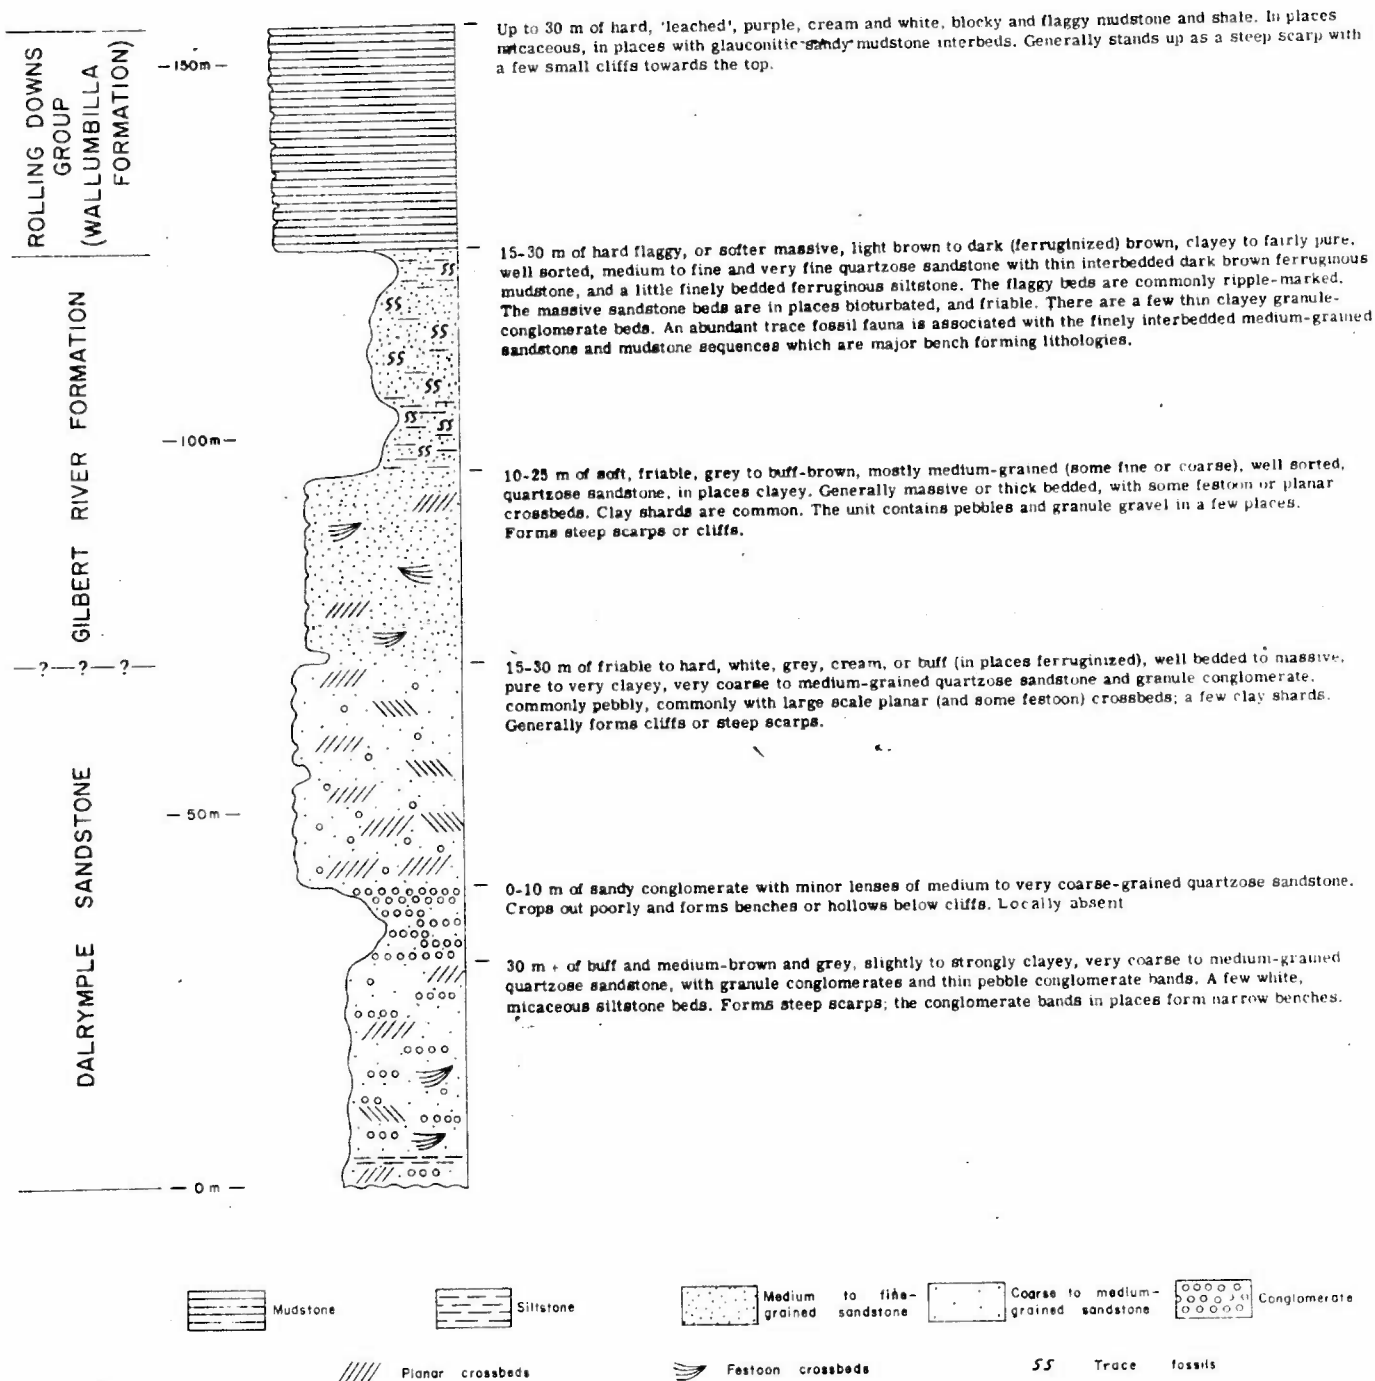 ROLLING DOWNS
GROUP
(WALLUMBILLA
FORMATION)
GILBERT RIVER FORMATION
—?—?—?—
DALRYMPLE SANDSTONE
—150m—
—100m—
— 50m —
— 0m —
Up to 30 m of hard, 'leached', purple, cream and white, blocky and flaggy mudstone and shale. In places
micaceous, in places with glauconitic sandy mudstone interbeds. Generally stands up as a steep scarp with
a few small cliffs towards the top.
15-30 m of hard flaggy, or softer massive, light brown to dark (ferruginized) brown, clayey to fairly pure,
well sorted, medium to fine and very fine quartzose sandstone with thin interbedded dark brown ferruginous
mudstone, and a little finely bedded ferruginous siltstone. The flaggy beds are commonly ripple-marked.
The massive sandstone beds are in places bioturbated, and friable. There are a few thin clayey granule-
conglomerate beds. An abundant trace fossil fauna is associated with the finely interbedded medium-grained
sandstone and mudstone sequences which are major bench forming lithologies.
10-25 m of soft, friable, grey to buff-brown, mostly medium-grained (some fine or coarse), well sorted,
quartzose sandstone, in places clayey. Generally massive or thick bedded, with some festoon or planar
crossbeds. Clay shards are common. The unit contains pebbles and granule gravel in a few places.
Forms steep scarps or cliffs.
15-30 m of friable to hard, white, grey, cream, or buff (in places ferruginized), well bedded to massive,
pure to very clayey, very coarse to medium-grained quartzose sandstone and granule conglomerate,
commonly pebbly, commonly with large scale planar (and some festoon) crossbeds; a few clay shards.
Generally forms cliffs or steep scarps.
0-10 m of sandy conglomerate with minor lenses of medium to very coarse-grained quartzose sandstone.
Crops out poorly and forms benches or hollows below cliffs. Locally absent
30 m + of buff and medium-brown and grey, slightly to strongly clayey, very coarse to medium-grained
quartzose sandstone, with granule conglomerates and thin pebble conglomerate bands. A few white,
micaceous siltstone beds. Forms steep scarps; the conglomerate bands in places form narrow benches.
Mudstone
Siltstone
Medium to fine-
grained sandstone
Coarse to medium-
grained sandstone
Conglomerate
Planar crossbeds
Festoon crossbeds
SS Trace fossils